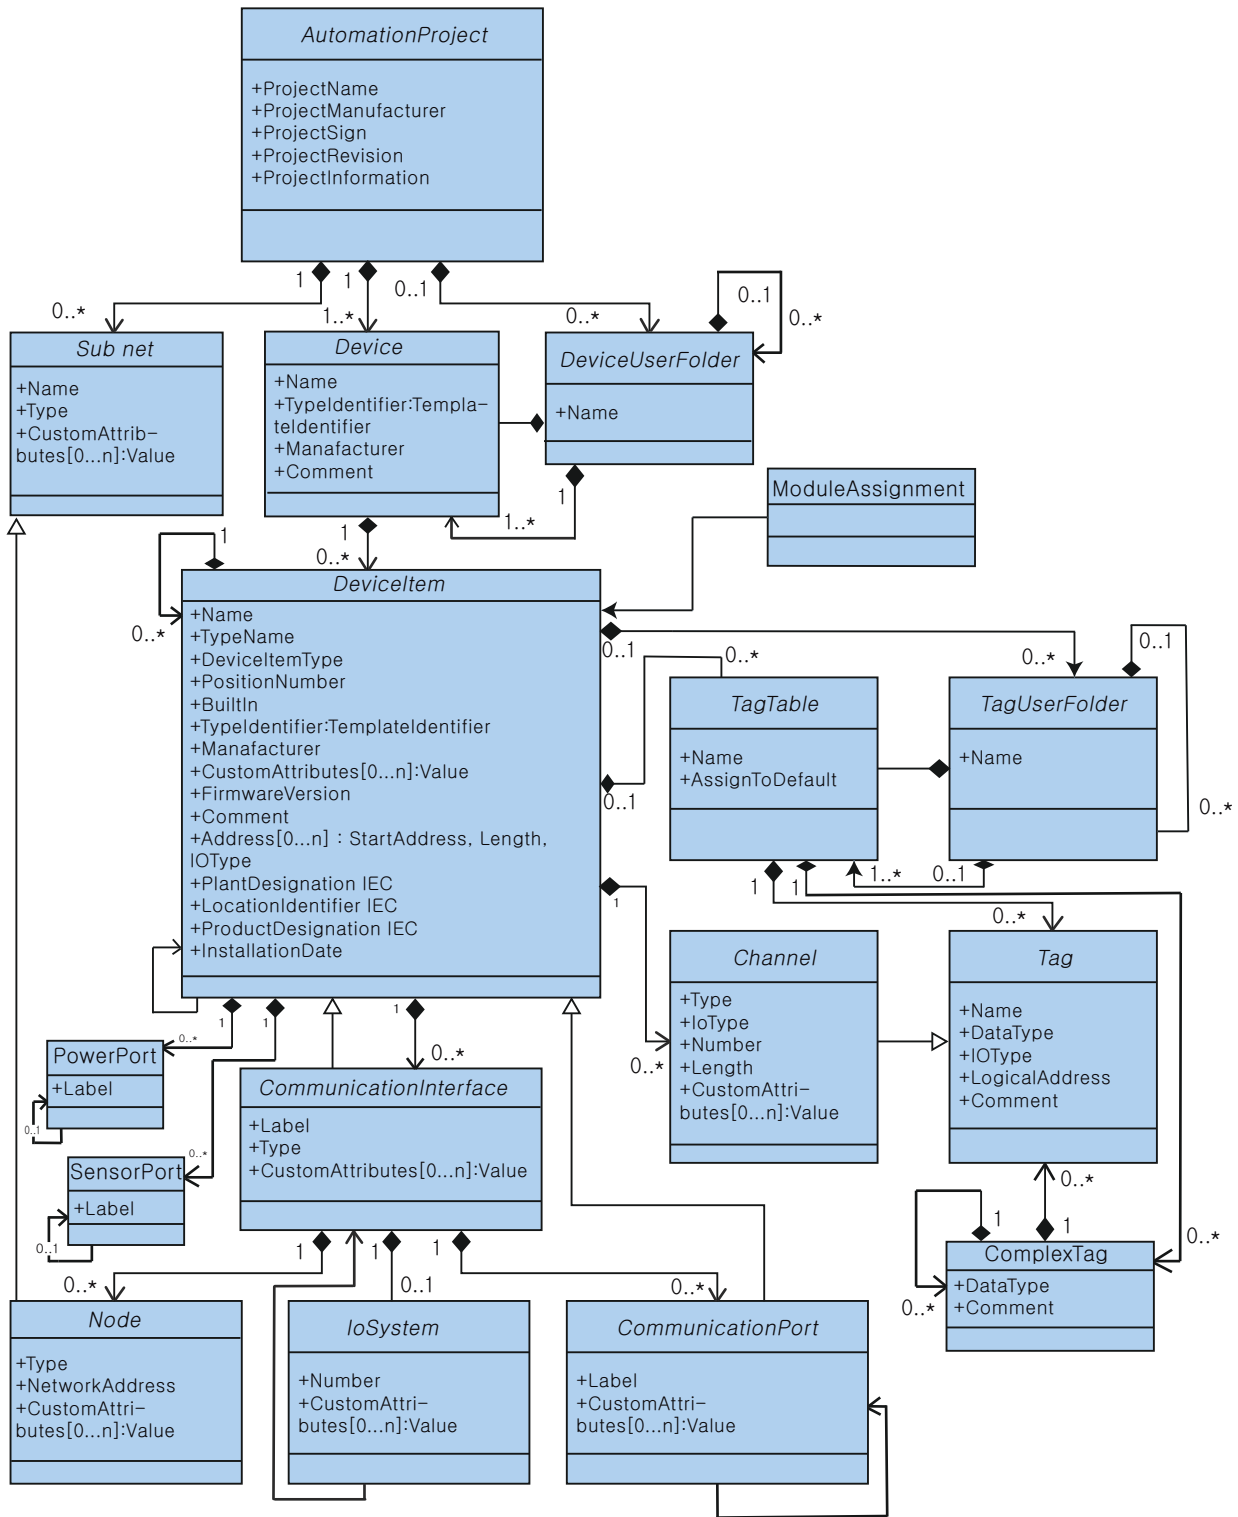 AutomationProject
+ProjectName
+ProjectManufacturer
+ProjectSign
+ProjectRevision
+ProjectInformation
1
1
0..1
0..*
1..*
0..*
0..1
0..*
Sub net
+Name
+Type
+CustomAttrib-
butes[0...n]:Value
Device
+Name
+TypeIdentifier:Templa-
teIdentifier
+Manafacturer
+Comment
DeviceUserFolder
+Name
1
1..*
1
0..*
1
0..*
ModuleAssignment
DeviceItem
+Name
+TypeName
+DeviceItemType
+PositionNumber
+BuiltIn
+TypeIdentifier:TemplateIdentifier
+Manafacturer
+CustomAttributes[0...n]:Value
+FirmwareVersion
+Comment
+Address[0...n] : StartAddress, Length,
IOType
+PlantDesignation IEC
+LocationIdentifier IEC
+ProductDesignation IEC
+InstallationDate
0..1
0..*
0..*
0..1
0..1
0..*
TagTable
+Name
+AssignToDefault
TagUserFolder
+Name
1
1
1..*
0..1
0..*
1
0..*
Channel
+Type
+IoType
+Number
+Length
+CustomAttri-
butes[0...n]:Value
Tag
+Name
+DataType
+IOType
+LogicalAddress
+Comment
1
1
1
0..*
0..*
0..*
PowerPort
+Label
0..1
SensorPort
+Label
0..1
CommunicationInterface
+Label
+Type
+CustomAttributes[0...n]:Value
0..*
1
1
0..*
0..*
ComplexTag
+DataType
+Comment
1
1
1
0..*
0..1
0..*
Node
+Type
+NetworkAddress
+CustomAttri-
butes[0...n]:Value
IoSystem
+Number
+CustomAttri-
butes[0...n]:Value
CommunicationPort
+Label
+CustomAttri-
butes[0...n]:Value